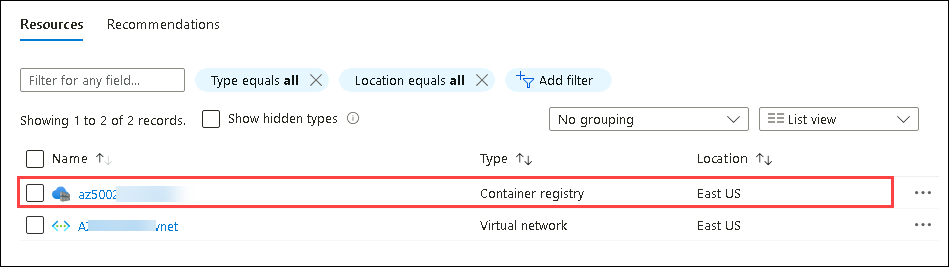 Resources Recommendations
Filter for any field... Type equals all Location equals all Add filter
Showing 1 to 2 of 2 records. Show hidden types No grouping List view
Name Type Location
az5002 Container registry East US
vnet Virtual network East US